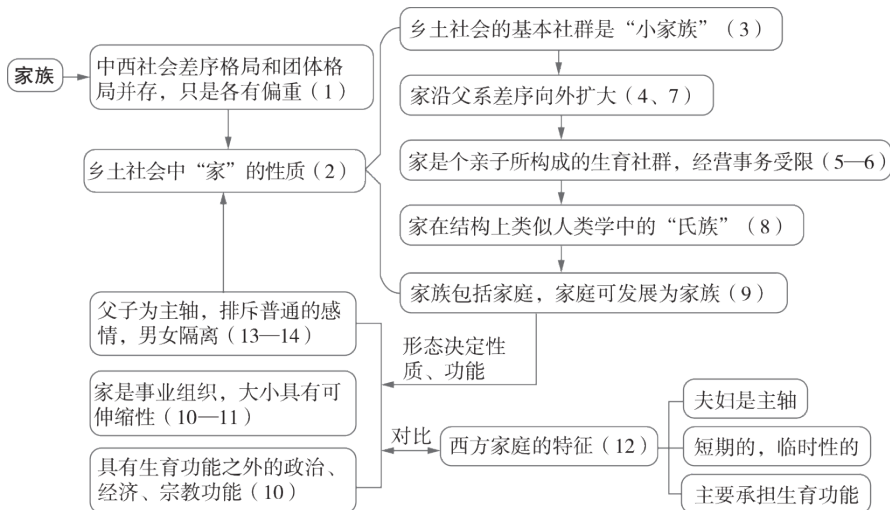 家族
中西社会差序格局和团体格
局并存，只是各有偏重（1）
乡土社会中“家”的性质（2）
乡土社会的基本社群是“小家族”（3）
家沿父系差序向外扩大（4、7）
家是个亲子所构成的生育社群，经营事务受限（5—6）
家在结构上类似人类学中的“氏族”（8）
家族包括家庭，家庭可发展为家族（9）
父子为主轴，排斥普通的感
情，男女隔离（13—14）
家是事业组织，大小具有可
伸缩性（10—11）
具有生育功能之外的政治、
经济、宗教功能（10）
形态决定性
质、功能
对比
西方家庭的特征（12）
夫妇是主轴
短期的，临时性的
主要承担生育功能